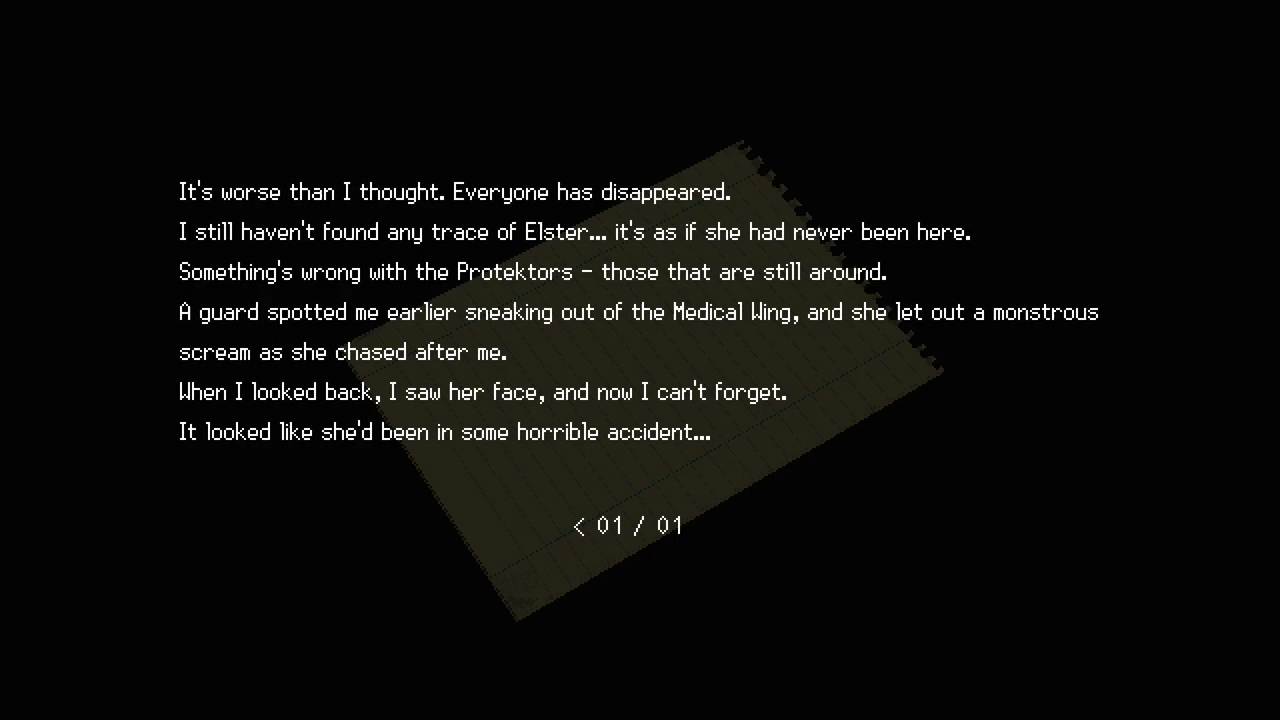 It's worse than I thought. Everyone has disappeared.
I still haven't found any trace of Elster... it's as if she had never been here.
Something's wrong with the Protektors - those that are still around.
A guard spotted me earlier sneaking out of the Medical Wing, and she let out a monstrous
scream as she chased after me.
When I looked back, I saw her face, and now I can't forget.
It looked like she'd been in some horrible accident...
< 01 / 01